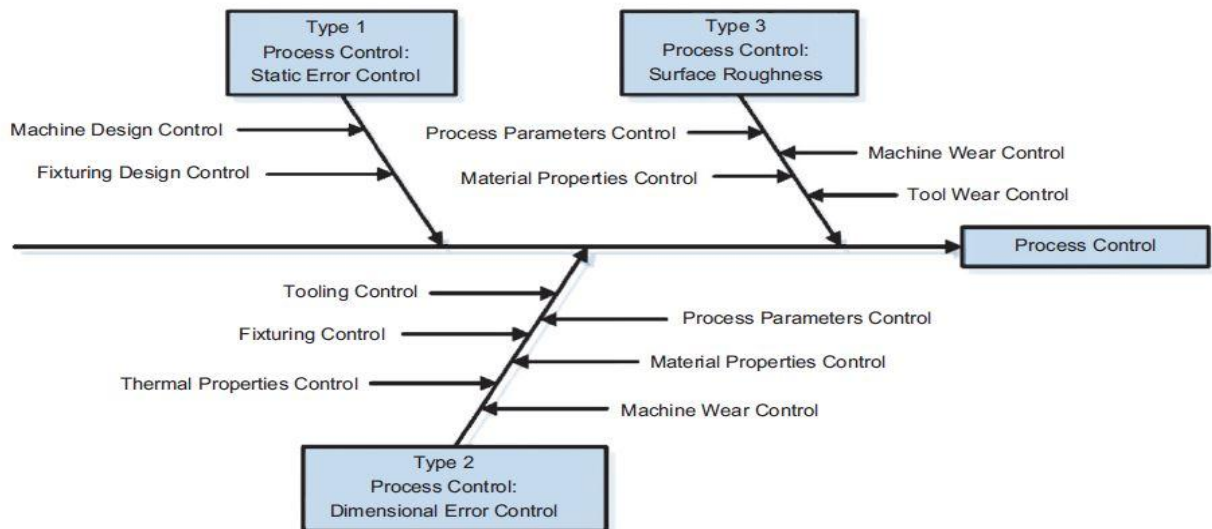 Type 1
Process Control:
Static Error Control
Type 3
Process Control:
Surface Roughness
Machine Design Control
Fixturing Design Control
Process Parameters Control
Machine Wear Control
Material Properties Control
Tool Wear Control
Process Control
Tooling Control
Process Parameters Control
Fixturing Control
Material Properties Control
Thermal Properties Control
Machine Wear Control
Type 2
Process Control:
Dimensional Error Control